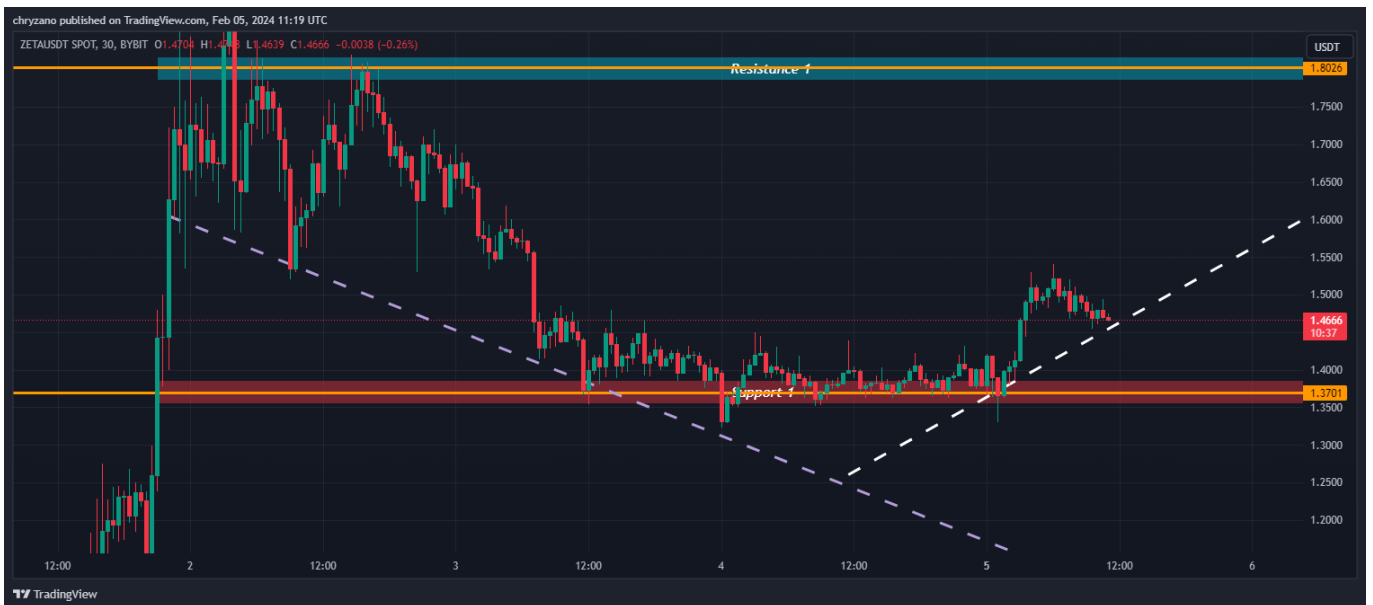 chryzano published on TradingView.com, Feb 05, 2024 11:19 UTC
ZETAUSDT SPOT, 30, BYBIT O1.4704 L1.4639 C1.4666 −0.0038 (−0.26%)
USDT
Resistance 1
1.8026
1.7500
1.7000
1.6500
1.6000
1.5500
1.5000
1.4666
10:37
1.4000
Support 1
1.3701
1.3500
1.3000
1.2500
1.2000
12:00 2 12:00 3 12:00 4 12:00 5 12:00 6
TradingView